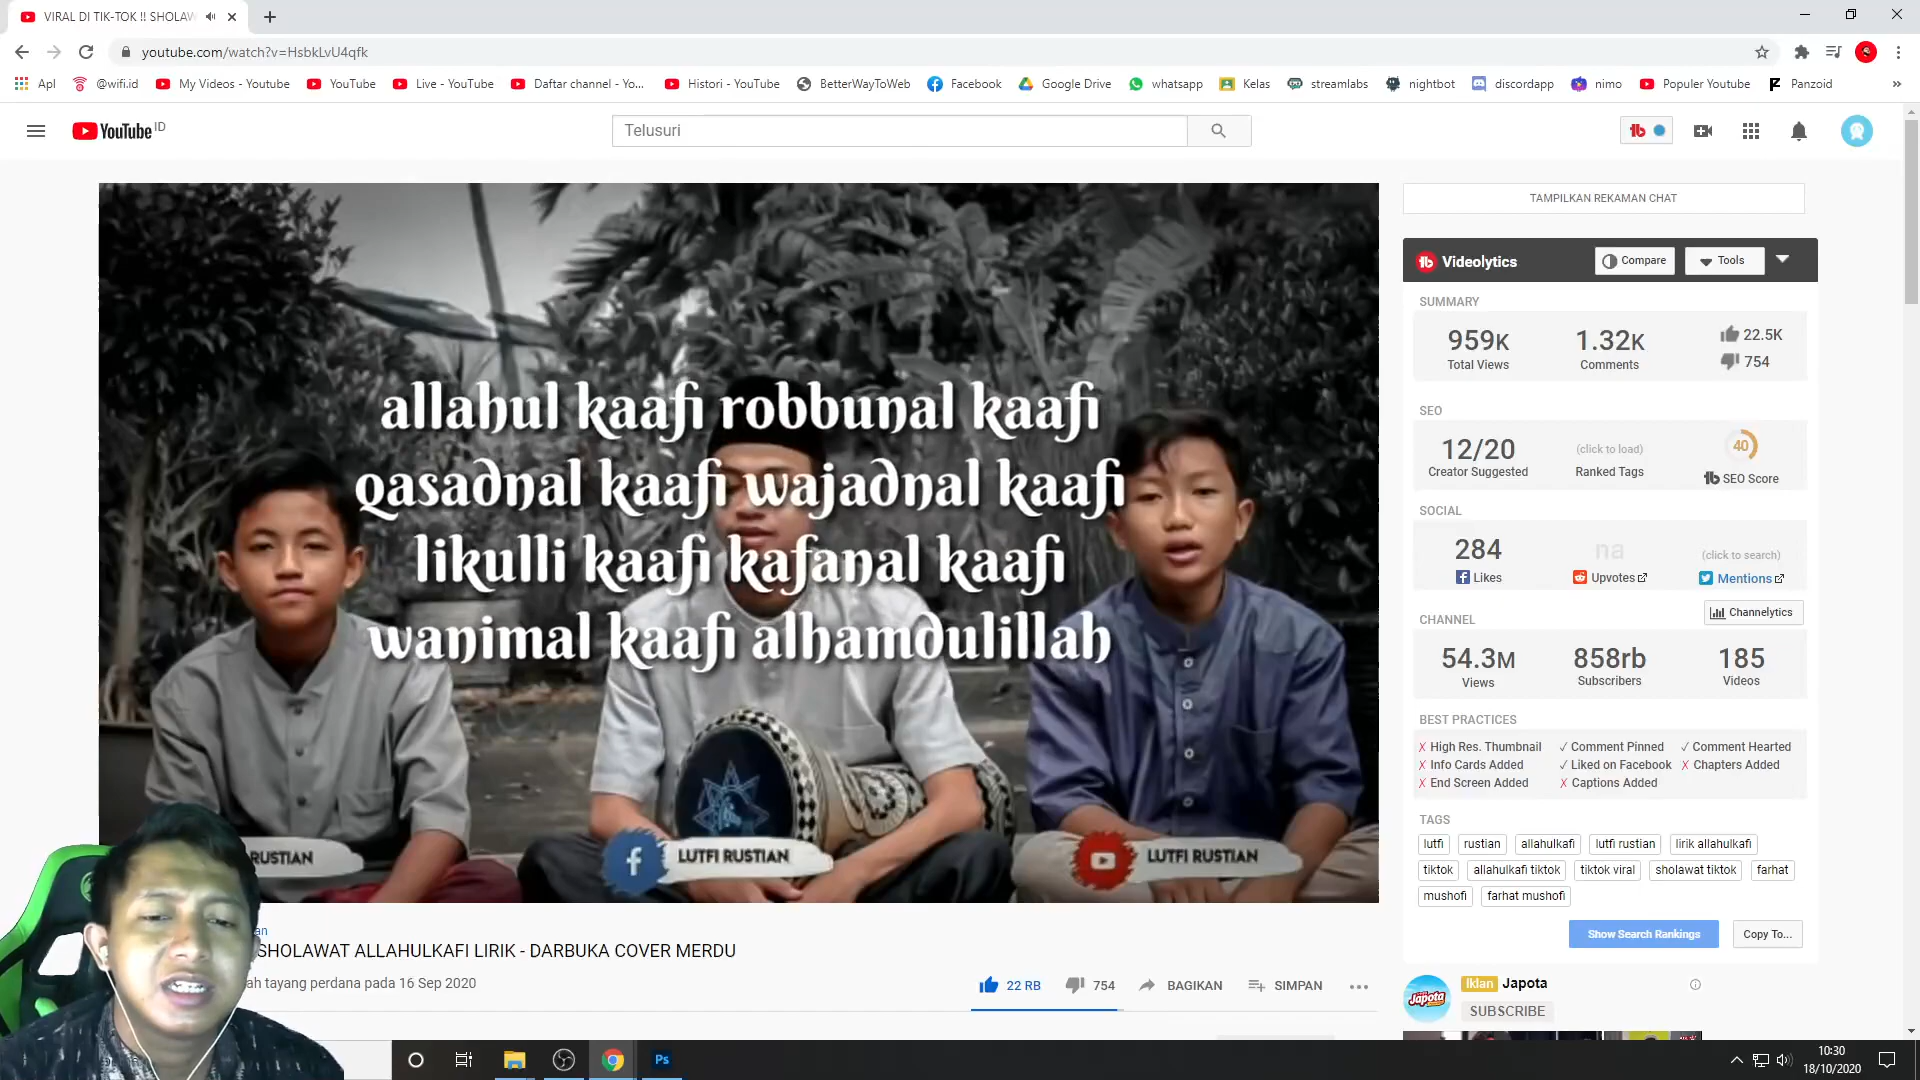 VIRAL DI TIK-TOK !! SHOLAW
youtube.com/watch?v=HsbkLvU4qfk
Apl @wifi.id My Videos - Youtube YouTube Live - YouTube Daftar channel - Yo... Histori - YouTube BetterWayToWeb Facebook Google Drive whatsapp Kelas streamlabs nightbot discordapp nimo Populer Youtube Panzoid »
YouTube ID
Telusuri
allahul kaafi robbunal kaafi
qasadnal kaafi wajadnal kaafi
likulli kaafi kafanal kaafi
wanimal kaafi alhamdulillah
RUSTIAN
LUTFI RUSTIAN
LUTFI RUSTIAN
an
SHOLAWAT ALLAHULKAFI LIRIK - DARBUKA COVER MERDU
ah tayang perdana pada 16 Sep 2020
22 RB 754 BAGIKAN SIMPAN
TAMPILKAN REKAMAN CHAT
Videolytics Compare Tools
SUMMARY
959K 1.32K 22.5K
Total Views Comments 754
SEO
12/20 (click to load) 40
Creator Suggested Ranked Tags SEO Score
SOCIAL
284 na (click to search)
Likes Upvotes Mentions
CHANNEL Channelytics
54.3M 858rb 185
Views Subscribers Videos
BEST PRACTICES
X High Res. Thumbnail ✓ Comment Pinned ✓ Comment Hearted
X Info Cards Added ✓ Liked on Facebook X Chapters Added
X End Screen Added X Captions Added
TAGS
lutfi rustian allahulkafi lutfi rustian lirik allahulkafi
tiktok allahulkafi tiktok tiktok viral sholawat tiktok farhat
mushofi farhat mushofi
Show Search Rankings Copy To...
Iklan Japota
SUBSCRIBE
Japota
Ps
10:30
18/10/2020